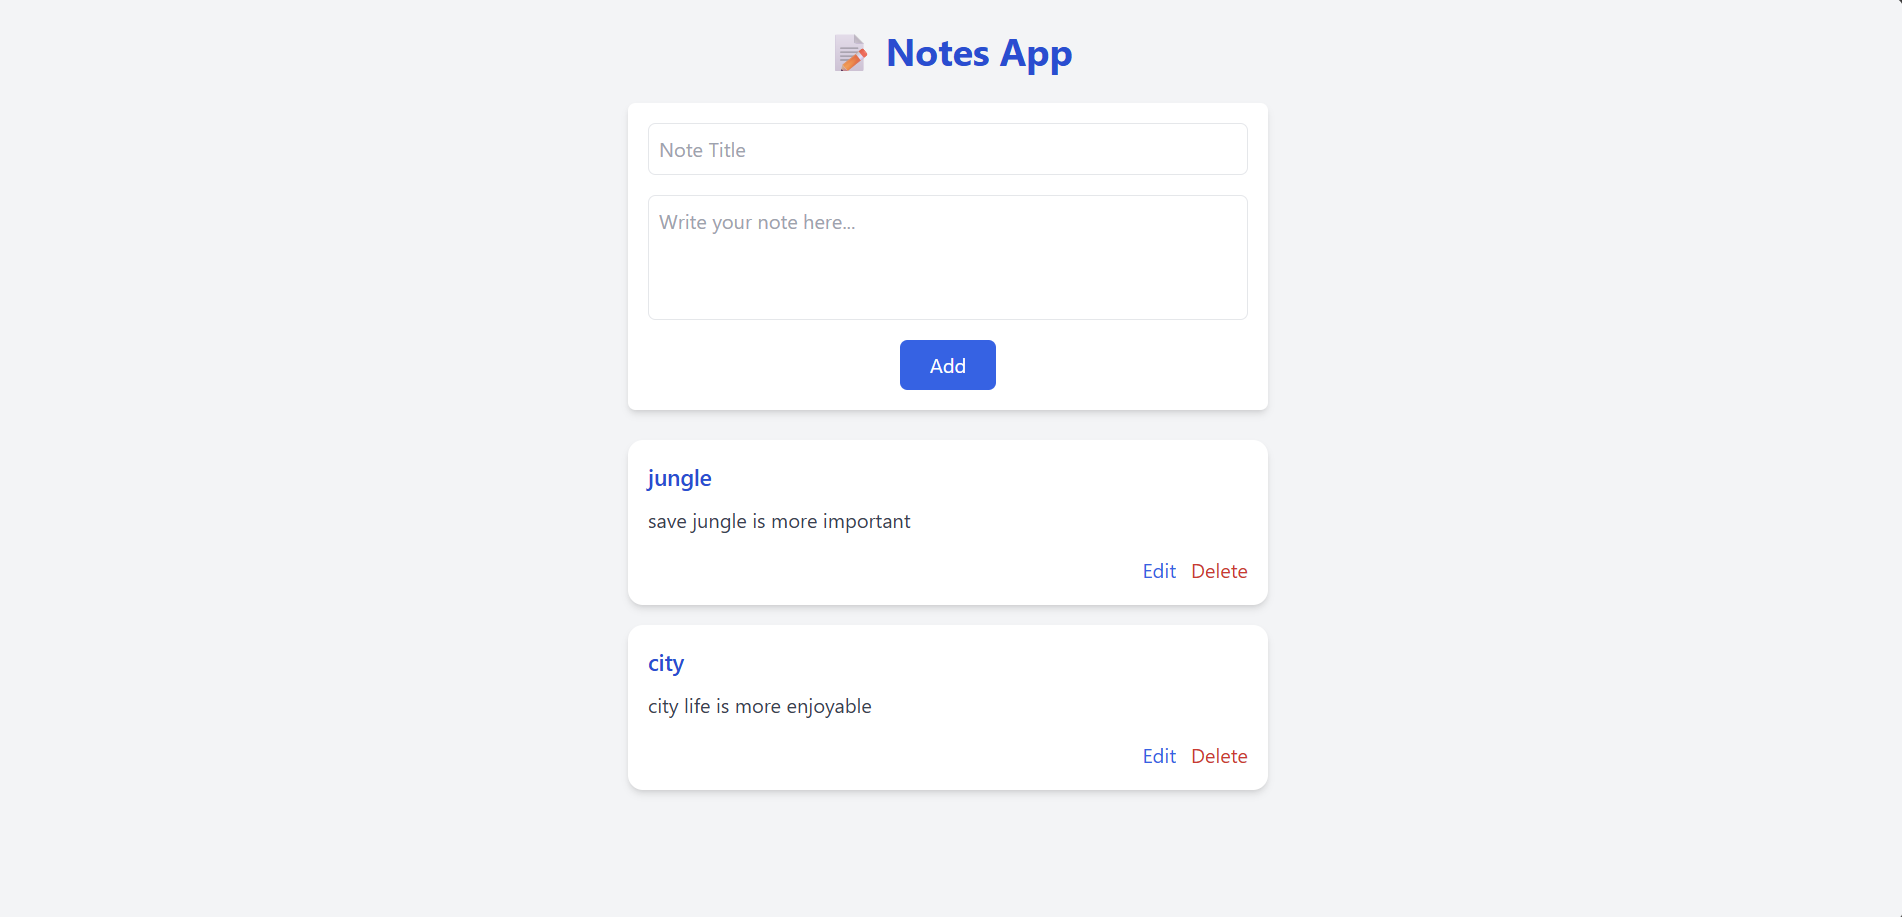 📝 Notes App
Note Title
Write your note here...
Add
jungle
save jungle is more important
Edit Delete
city
city life is more enjoyable
Edit Delete